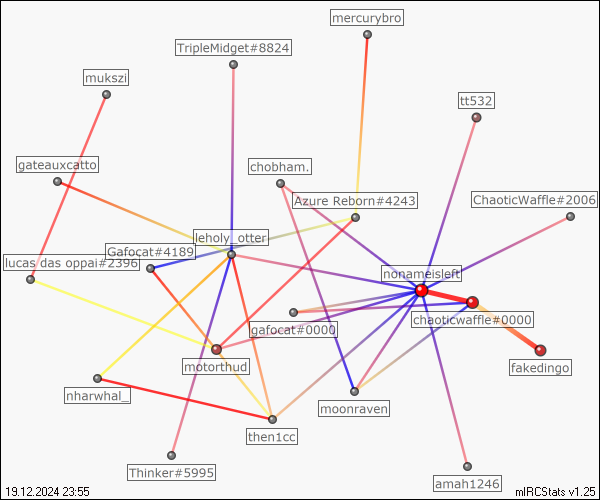 mercurybro
TripleMidget#8824
mukszi
tt532
chobham.
gateauxcatto
Azure Reborn#4243
ChaoticWaffle#2006
leholy_otter
Gafoçat#4189
lucas das oppai#2396
nonameisleft
chaoticwaffle#0000
gafocat#0000
motorthud
fakedingo
nharwhal_
moonraven
then1cc
Thinker#5995
amah1246
19.12.2024 23:55
mIRCStats v1.25